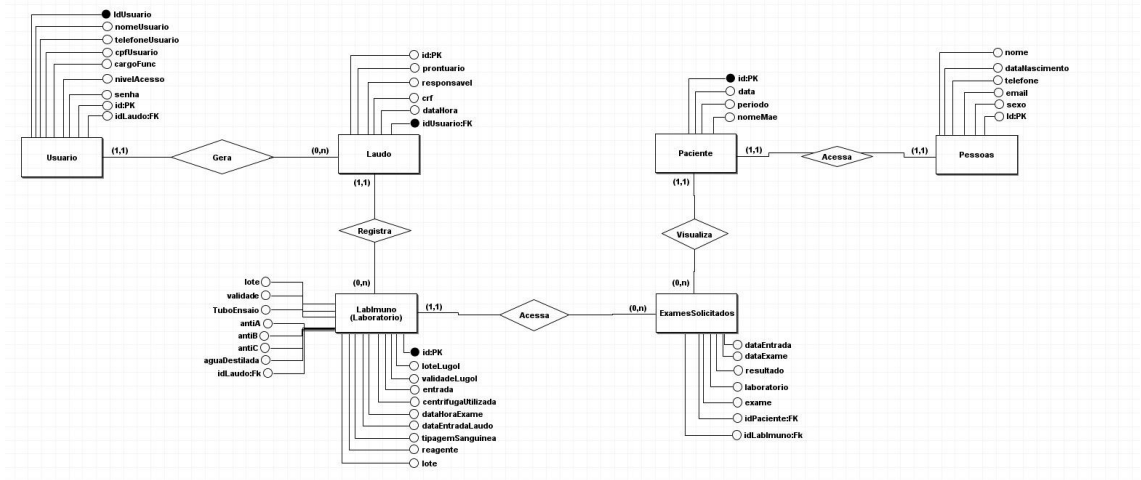 IdUsuario
nomeUsuario
telefoneUsuario
cpfUsuario
cargoFunc
nivelAcesso
senha
id:PK
idLaudo:FK
Usuario
(1,1)
Gera
(0,n)
id:PK
prontuario
responsavel
crf
dataHora
idUsuario:FK
Laudo
(1,1)
Registra
(0,n)
id:PK
data
periodo
nomeMae
Paciente
(1,1)
Acessa
(1,1)
nome
dataNascimento
telefone
email
sexo
Id:PK
Pessoas
(1,1)
Visualiza
(0,n)
lote
validade
TuboEnsaio
antiA
antiB
antiC
aguaDestilada
idLaudo:Fk
LabImuno
(Laboratorio)
(1,1)
Acessa
(0,n)
ExamesSolicitados
id:PK
loteLugol
validadeLugol
entrada
centrifugaUtilizada
dataHoraExame
dataEntradaLaudo
tipagemSanguinea
reagente
lote
dataEntrada
dataExame
resultado
laboratorio
exame
idPaciente:FK
idLabImuno:Fk